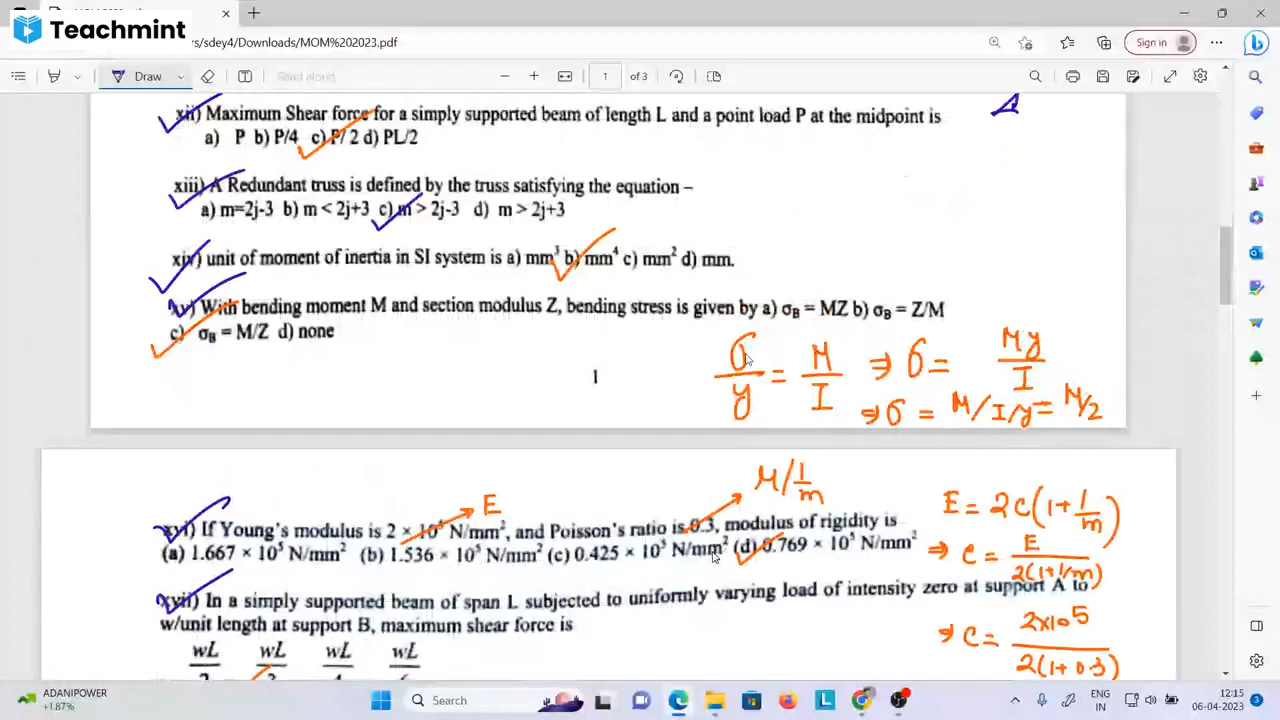 Teachmint
rs/sdey4/Downloads/MOM%202023.pdf
Sign in
Draw
Read aloud
1 of 3
xii) Maximum Shear force for a simply supported beam of length L and a point load P at the midpoint is
a) P b) P/4 c) P/2 d) PL/2
xiii) A Redundant truss is defined by the truss satisfying the equation –
a) m=2j-3 b) m < 2j+3 c) m > 2j-3 d) m > 2j+3
xiv) unit of moment of inertia in SI system is a) mm³ b) mm⁴ c) mm² d) mm.
xv) With bending moment M and section modulus Z, bending stress is given by a) σB = MZ b) σB = Z/M
c) σB = M/Z d) none
σ/y = M/I ⇒ σ = My/I
⇒ σ = M/I/y = M/Z
1
M/1/m
E
xvi) If Young's modulus is 2 × 10⁵ N/mm², and Poisson's ratio is 0.3, modulus of rigidity is
(a) 1.667 × 10⁵ N/mm² (b) 1.536 × 10⁵ N/mm² (c) 0.425 × 10⁵ N/mm² (d) 0.769 × 10⁵ N/mm²
E = 2C(1+1/m)
⇒ C = E/2(1+1/m)
xvii) In a simply supported beam of span L subjected to uniformly varying load of intensity zero at support A to
w/unit length at support B, maximum shear force is
⇒ C = 2×10⁵/2(1+0.3)
wL wL wL wL
ADANIPOWER
+1.87%
Search
ENG
IN
12:15
06-04-2023